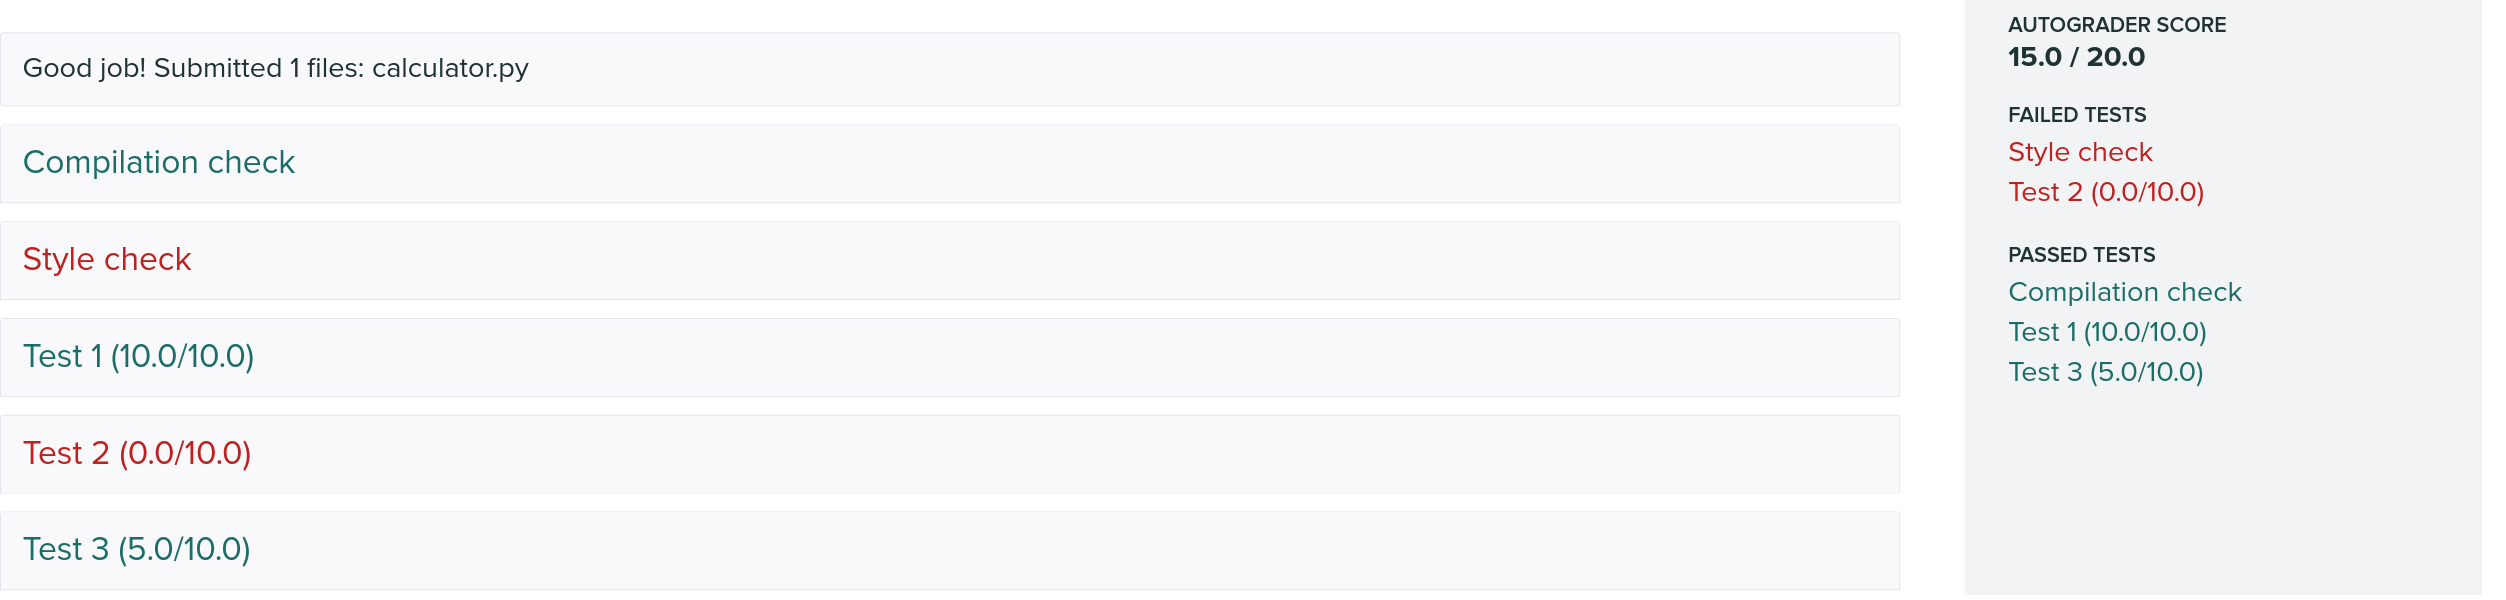 Good job! Submitted 1 files: calculator.py
Compilation check
Style check
Test 1 (10.0/10.0)
Test 2 (0.0/10.0)
Test 3 (5.0/10.0)
AUTOGRADER SCORE
15.0 / 20.0
FAILED TESTS
Style check
Test 2 (0.0/10.0)
PASSED TESTS
Compilation check
Test 1 (10.0/10.0)
Test 3 (5.0/10.0)